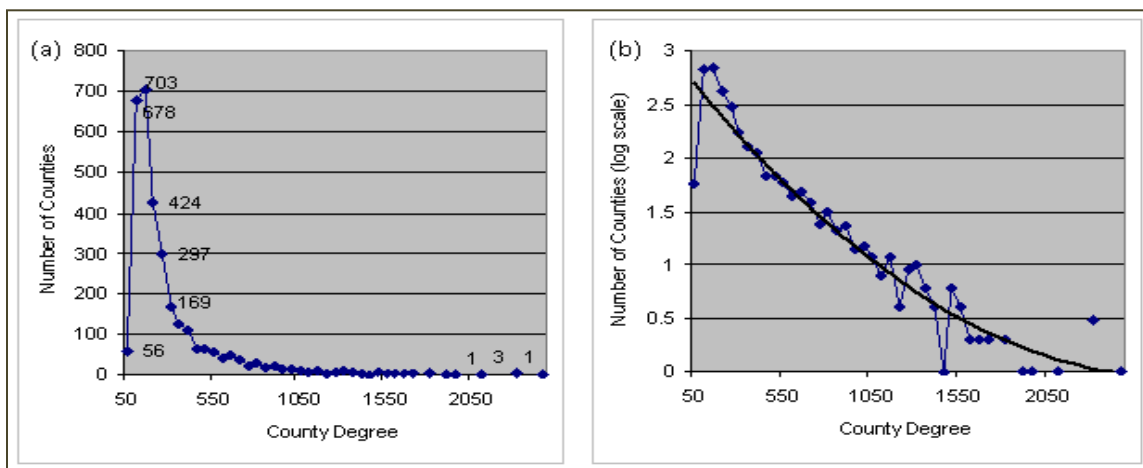 (a)
800
700
600
500
400
300
200
100
0
Number of Counties
703
678
424
297
169
56
1 3 1
50 550 1050 1550 2050
County Degree
(b)
3
2.5
2
1.5
1
0.5
0
Number of Counties (log scale)
50 550 1050 1550 2050
County Degree